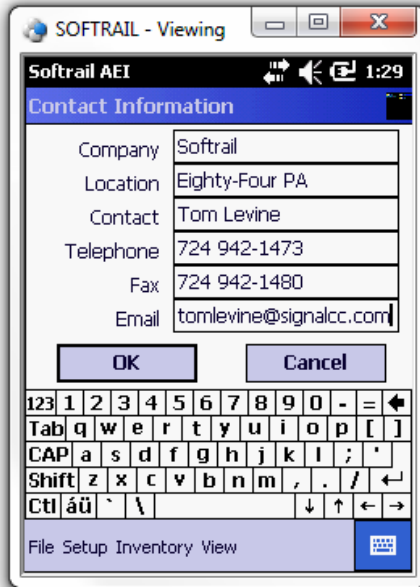 SOFTRAIL - Viewing
Softrail AEI 1:29
Contact Information
Company Softrail
Location Eighty-Four PA
Contact Tom Levine
Telephone 724 942-1473
Fax 724 942-1480
Email tomlevine@signalcc.com
OK Cancel
123 1 2 3 4 5 6 7 8 9 0 - =
Tab q w e r t y u i o p [ ]
CAP a s d f g h j k l ; '
Shift z x c v b n m , . /
Ctl áü ` \
File Setup Inventory View